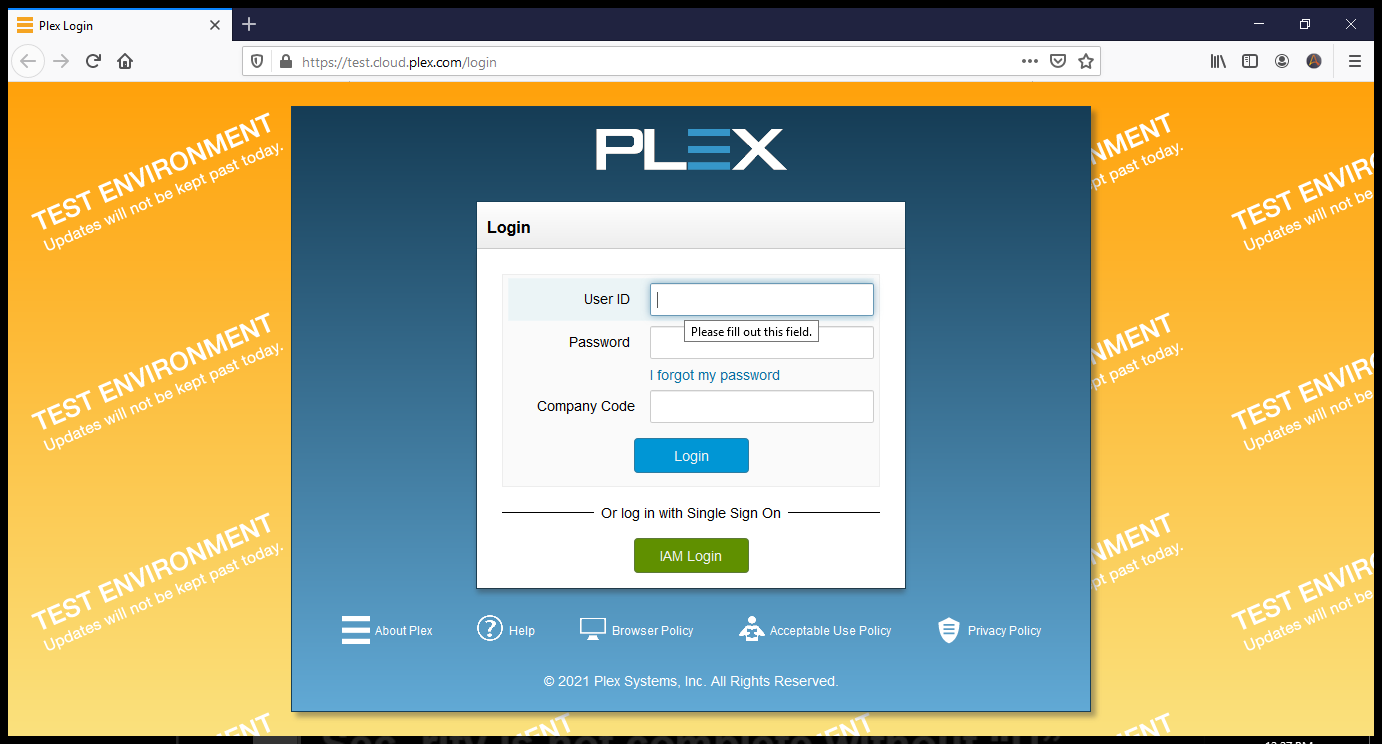 Plex Login
https://test.cloud.plex.com/login
PLEX
Login
User ID
Please fill out this field.
Password
I forgot my password
Company Code
Login
Or log in with Single Sign On
IAM Login
About Plex
Help
Browser Policy
Acceptable Use Policy
Privacy Policy
© 2021 Plex Systems, Inc. All Rights Reserved.
TEST ENVIRONMENT
Updates will not be kept past today.
TEST ENVIRONMENT
Updates will not be kept past today.
TEST ENVIRONMENT
Updates will not be kept past today.
NMENT
pt past today.
NMENT
pt past today.
NMENT
pt past today.
TEST ENVIR
Updates will not be
TEST ENVIR
Updates will not be
TEST ENVIR
Updates will not be